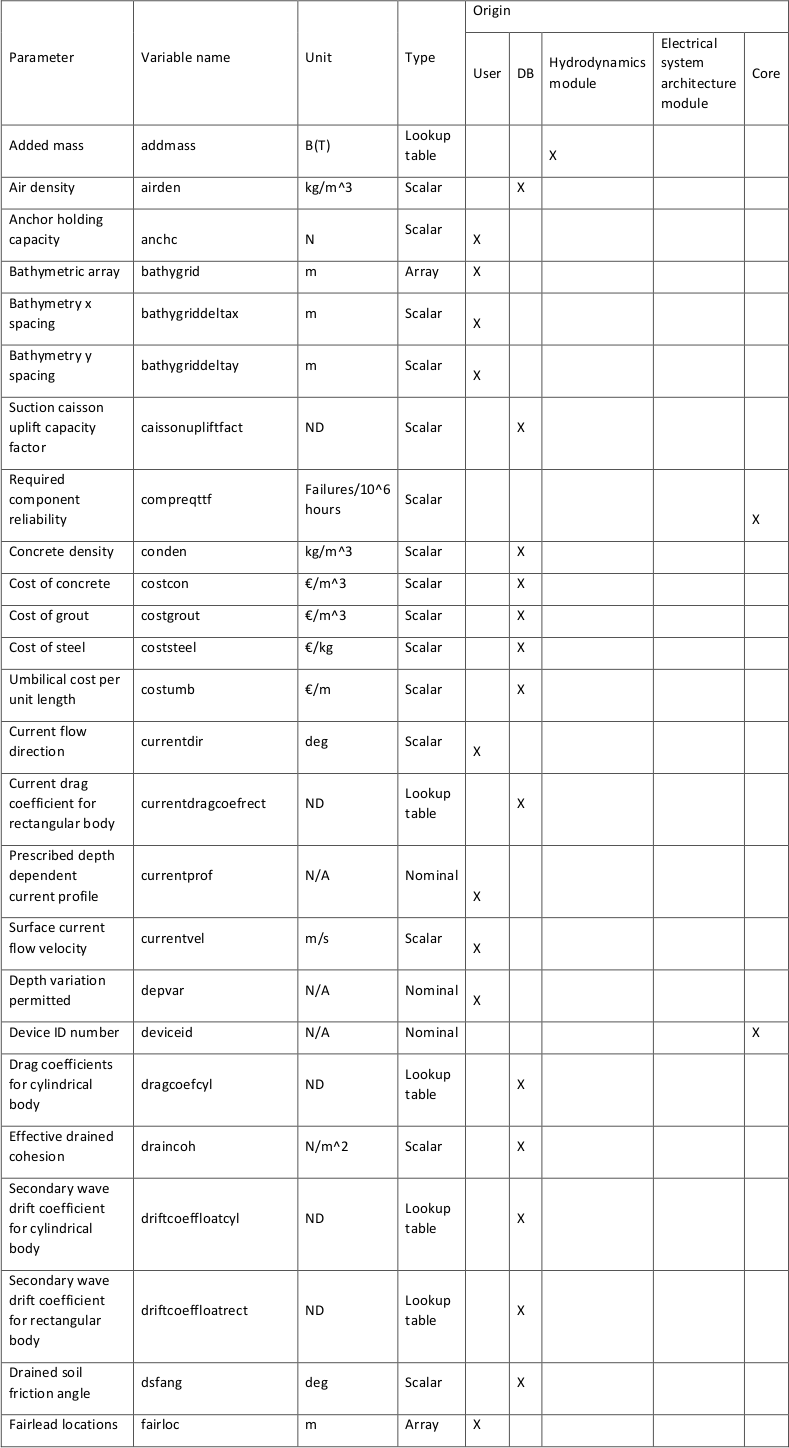 Origin
Parameter Variable name Unit Type User DB Hydrodynamics module Electrical system architecture module Core
Added mass addmass B(T) Lookup table X
Air density airden kg/m^3 Scalar X
Anchor holding capacity anchc N Scalar X
Bathymetric array bathygrid m Array X
Bathymetry x spacing bathygriddeltax m Scalar X
Bathymetry y spacing bathygriddeltay m Scalar X
Suction caisson uplift capacity factor caissonupliftfact ND Scalar X
Required component reliability compreqttf Failures/10^6 hours Scalar X
Concrete density conden kg/m^3 Scalar X
Cost of concrete costcon €/m^3 Scalar X
Cost of grout costgrout €/m^3 Scalar X
Cost of steel coststeel €/kg Scalar X
Umbilical cost per unit length costumb €/m Scalar X
Current flow direction currentdir deg Scalar X
Current drag coefficient for rectangular body currentdragcoefrect ND Lookup table X
Prescribed depth dependent current profile currentprof N/A Nominal X
Surface current flow velocity currentvel m/s Scalar X
Depth variation permitted depvar N/A Nominal X
Device ID number deviceid N/A Nominal X
Drag coefficients for cylindrical body dragcoefcyl ND Lookup table X
Effective drained cohesion draincoh N/m^2 Scalar X
Secondary wave drift coefficient for cylindrical body driftcoeffloatcyl ND Lookup table X
Secondary wave drift coefficient for rectangular body driftcoeffloatrect ND Lookup table X
Drained soil friction angle dsfang deg Scalar X
Fairlead locations fairloc m Array X